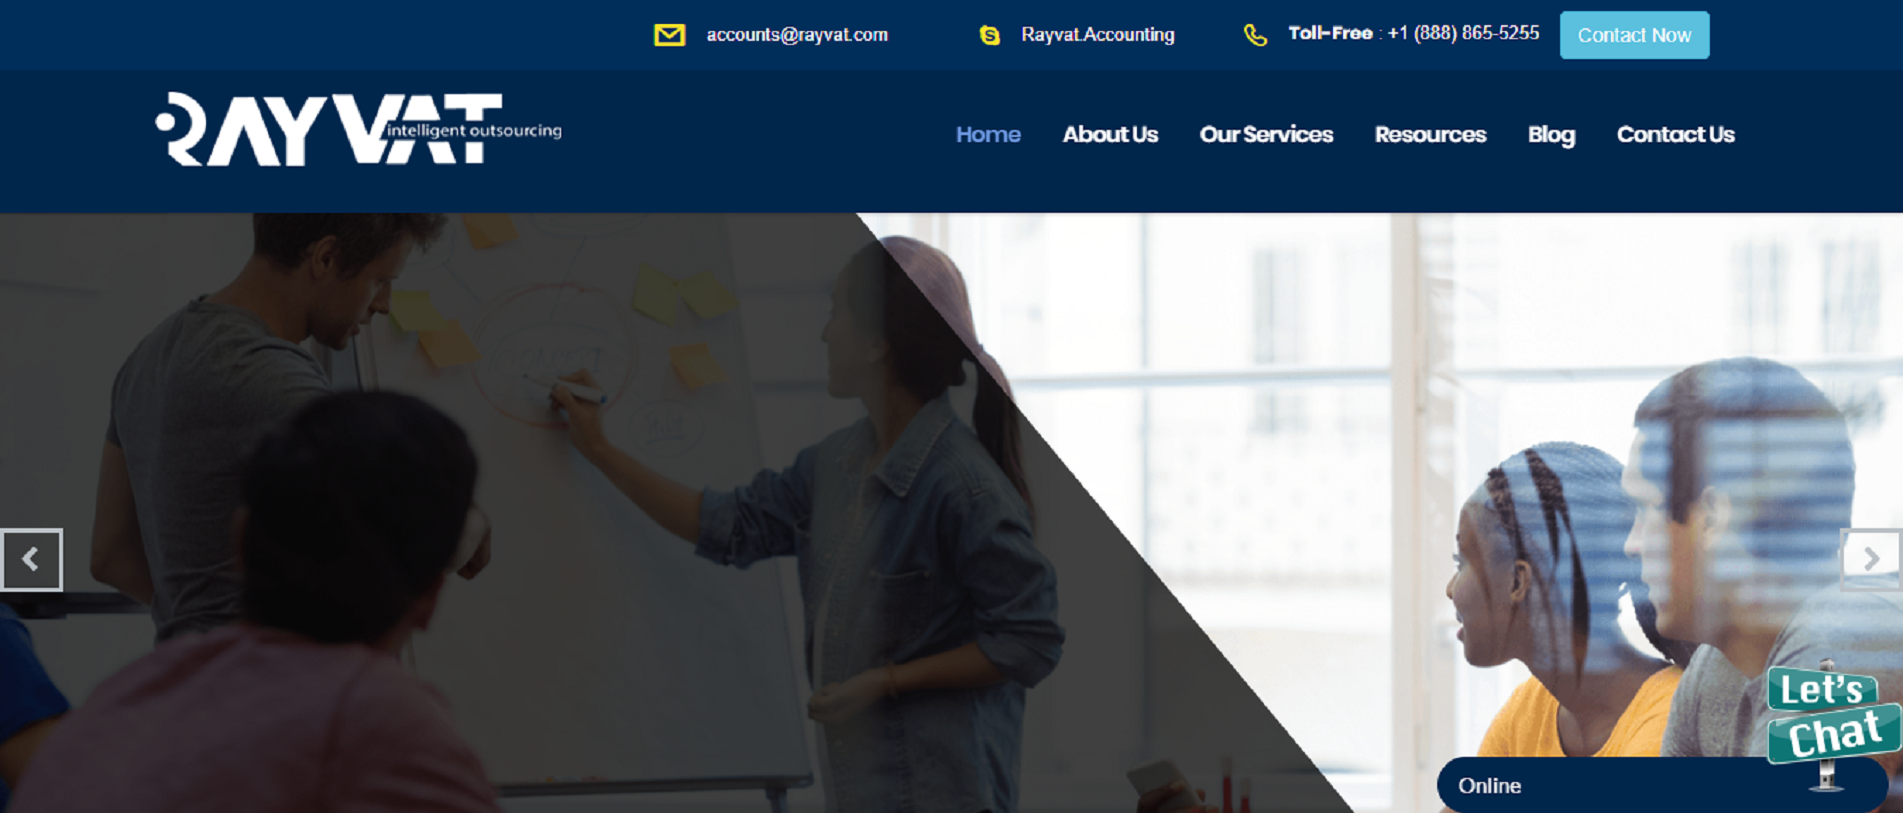 accounts@rayvat.com
Rayvat.Accounting
Toll-Free : +1 (888) 865-5255
Contact Now
RAYVAT
intelligent outsourcing
Home
About Us
Our Services
Resources
Blog
Contact Us
Let's
Chat
Online